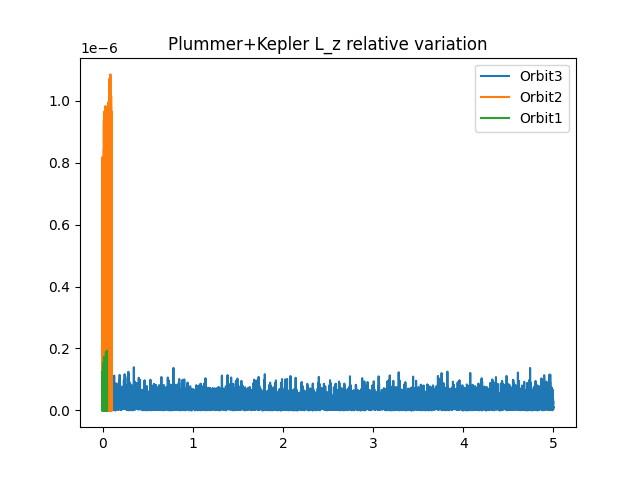 Plummer+Kepler L_z relative variation
1e−6
Orbit3
Orbit2
Orbit1
1.0
0.8
0.6
0.4
0.2
0.0
0 1 2 3 4 5